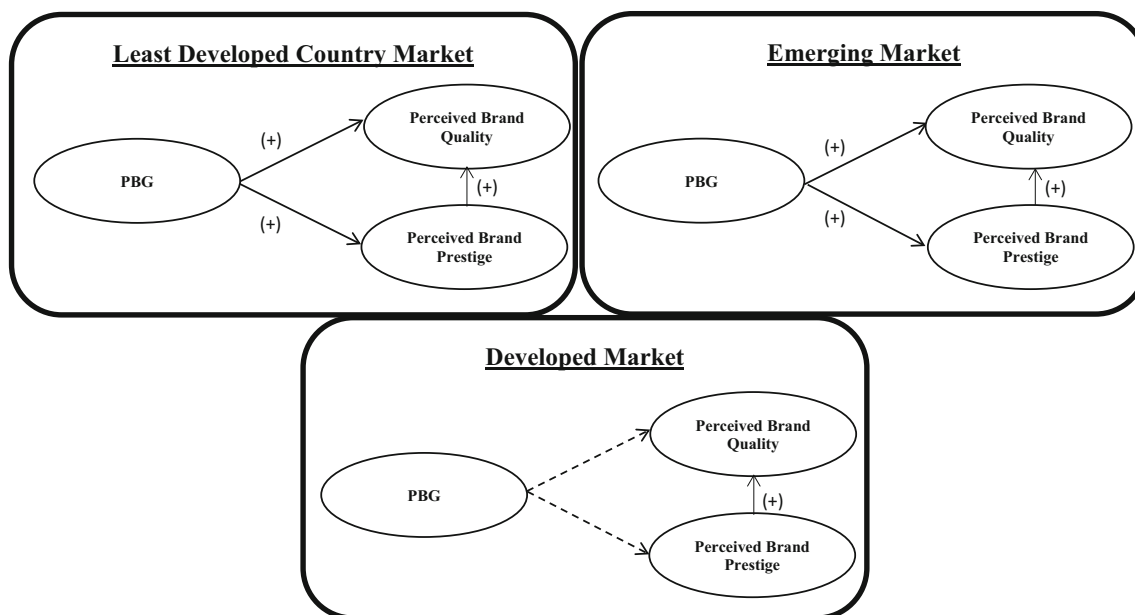 Least Developed Country Market
Perceived Brand
Quality
(+)
PBG
(+)
(+)
Perceived Brand
Prestige
Emerging Market
Perceived Brand
Quality
(+)
PBG
(+)
(+)
Perceived Brand
Prestige
Developed Market
Perceived Brand
Quality
PBG
(+)
Perceived Brand
Prestige